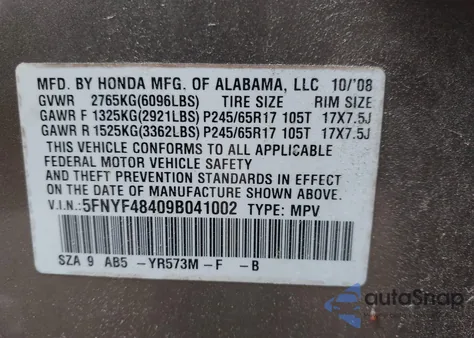 MFD. BY HONDA MFG. OF ALABAMA, LLC 10/'08
GVWR 2765KG(6096LBS) TIRE SIZE RIM SIZE
GAWR F 1325KG(2921LBS) P245/65R17 105T 17X7.5J
GAWR R 1525KG(3362LBS) P245/65R17 105T 17X7.5J
THIS VEHICLE CONFORMS TO ALL APPLICABLE
FEDERAL MOTOR VEHICLE SAFETY
AND THEFT PREVENTION STANDARDS IN EFFECT
ON THE DATE OF MANUFACTURE SHOWN ABOVE.
V.I.N.:5FNYF48409B041002 TYPE: MPV
SZA 9 AB5 -YR573M-F -B
autoSnap